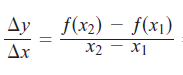 Δy/Δx = (f(x₂) − f(x₁))/(x₂ − x₁)